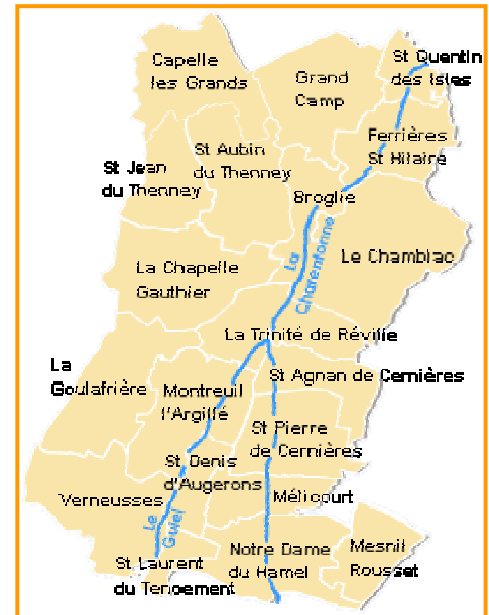 Capelle
les Grands
Grand
Camp
St Quentin
des Isles
Ferrières
St Hilaire
St Aubin
du Thenney
St Jean
du Thenney
Broglie
La
Charentonne
Le Chamblac
La Chapelle
Gauthier
La Trinité de Réville
La
Goulafrière
St Agnan de Cernières
Montreuil
l'Argillé
St Pierre
de Cernières
St Denis
d'Augerons
Verneusses
Mélicourt
Le
Guiel
Notre Dame
du Hamel
Mesnil
Rousset
St Laurent
du Tencement